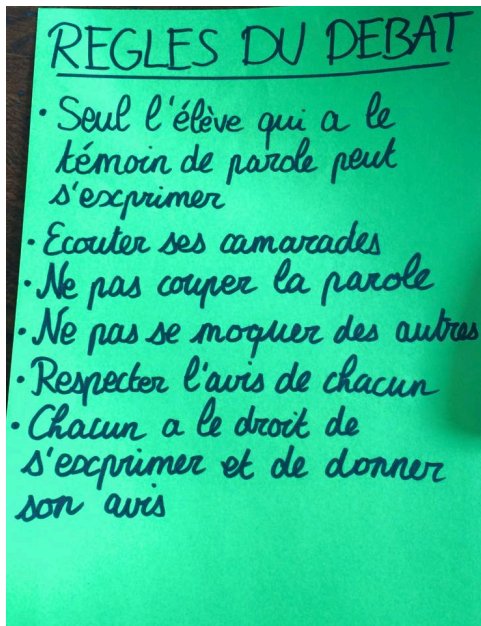 REGLES DU DEBAT
• Seul l'élève qui a le
témoin de parole peut
s'exprimer
• Ecouter ses camarades
• Ne pas couper la parole
• Ne pas se moquer des autres
• Respecter l'avis de chacun
• Chacun a le droit de
s'exprimer et de donner
son avis